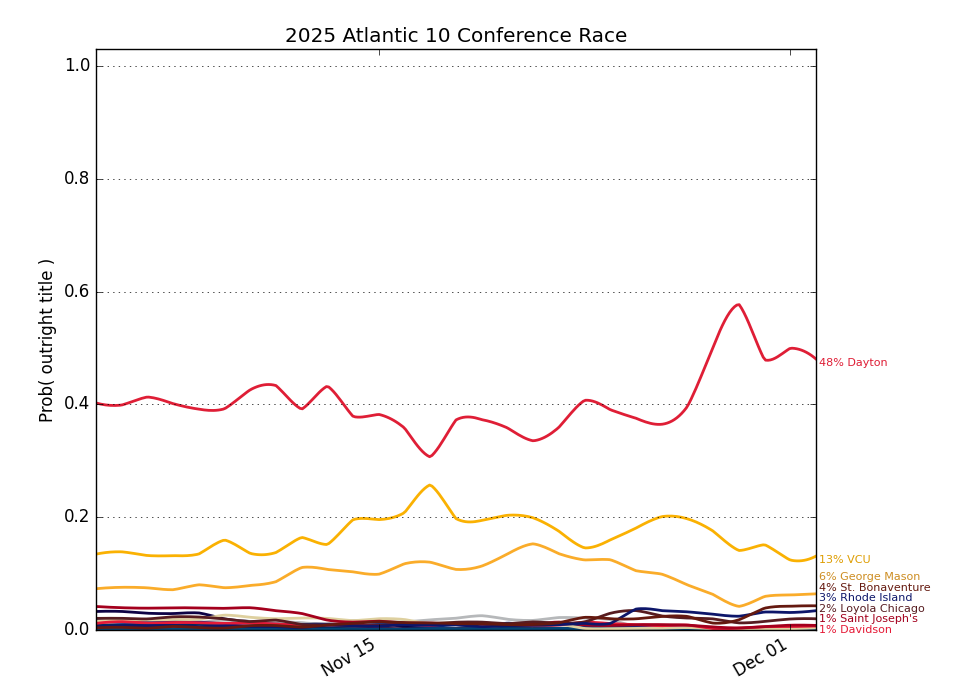 2025 Atlantic 10 Conference Race
Prob( outright title )
1.0
0.8
0.6
0.4
0.2
0.0
Nov 15
Dec 01
48% Dayton
13% VCU
6% George Mason
4% St. Bonaventure
3% Rhode Island
2% Loyola Chicago
1% Saint Joseph's
1% Davidson